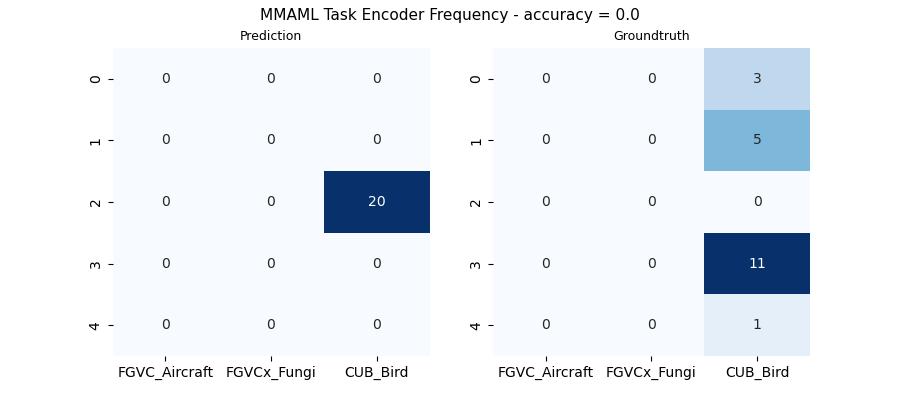 MMAML Task Encoder Frequency - accuracy = 0.0
Prediction
0 0 0 0
1 0 0 0
2 0 0 20
3 0 0 0
4 0 0 0
FGVC_Aircraft FGVCx_Fungi CUB_Bird
Groundtruth
0 0 0 3
1 0 0 5
2 0 0 0
3 0 0 11
4 0 0 1
FGVC_Aircraft FGVCx_Fungi CUB_Bird